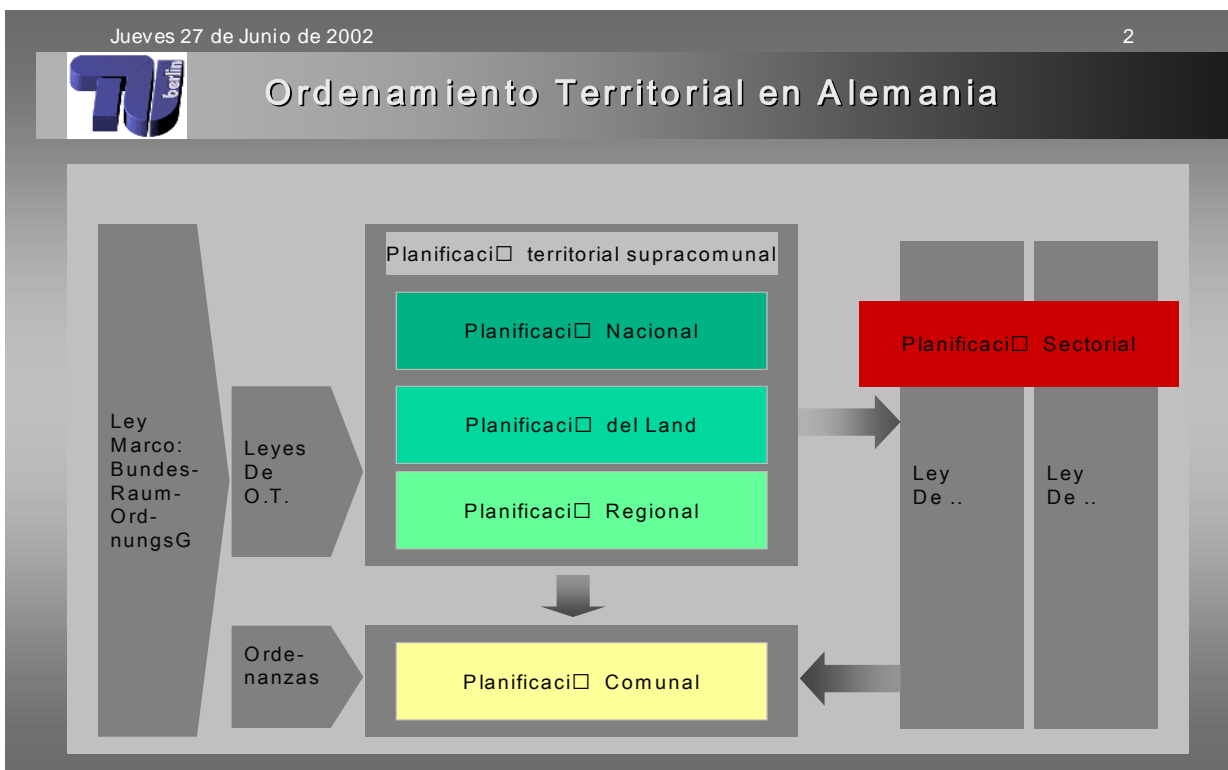 Jueves 27 de Junio de 2002
2
berlin
Ordenamiento Territorial en Alemania
Planificaci□ territorial supracomunal
Planificaci□ Nacional
Planificaci□ Sectorial
Planificaci□ del Land
Ley
Marco:
Bundes-
Raum-
Ord-
nungsG
Leyes
De
O.T.
Planificaci□ Regional
Ley
De ..
Ley
De ..
Orde-
nanzas
Planificaci□ Comunal